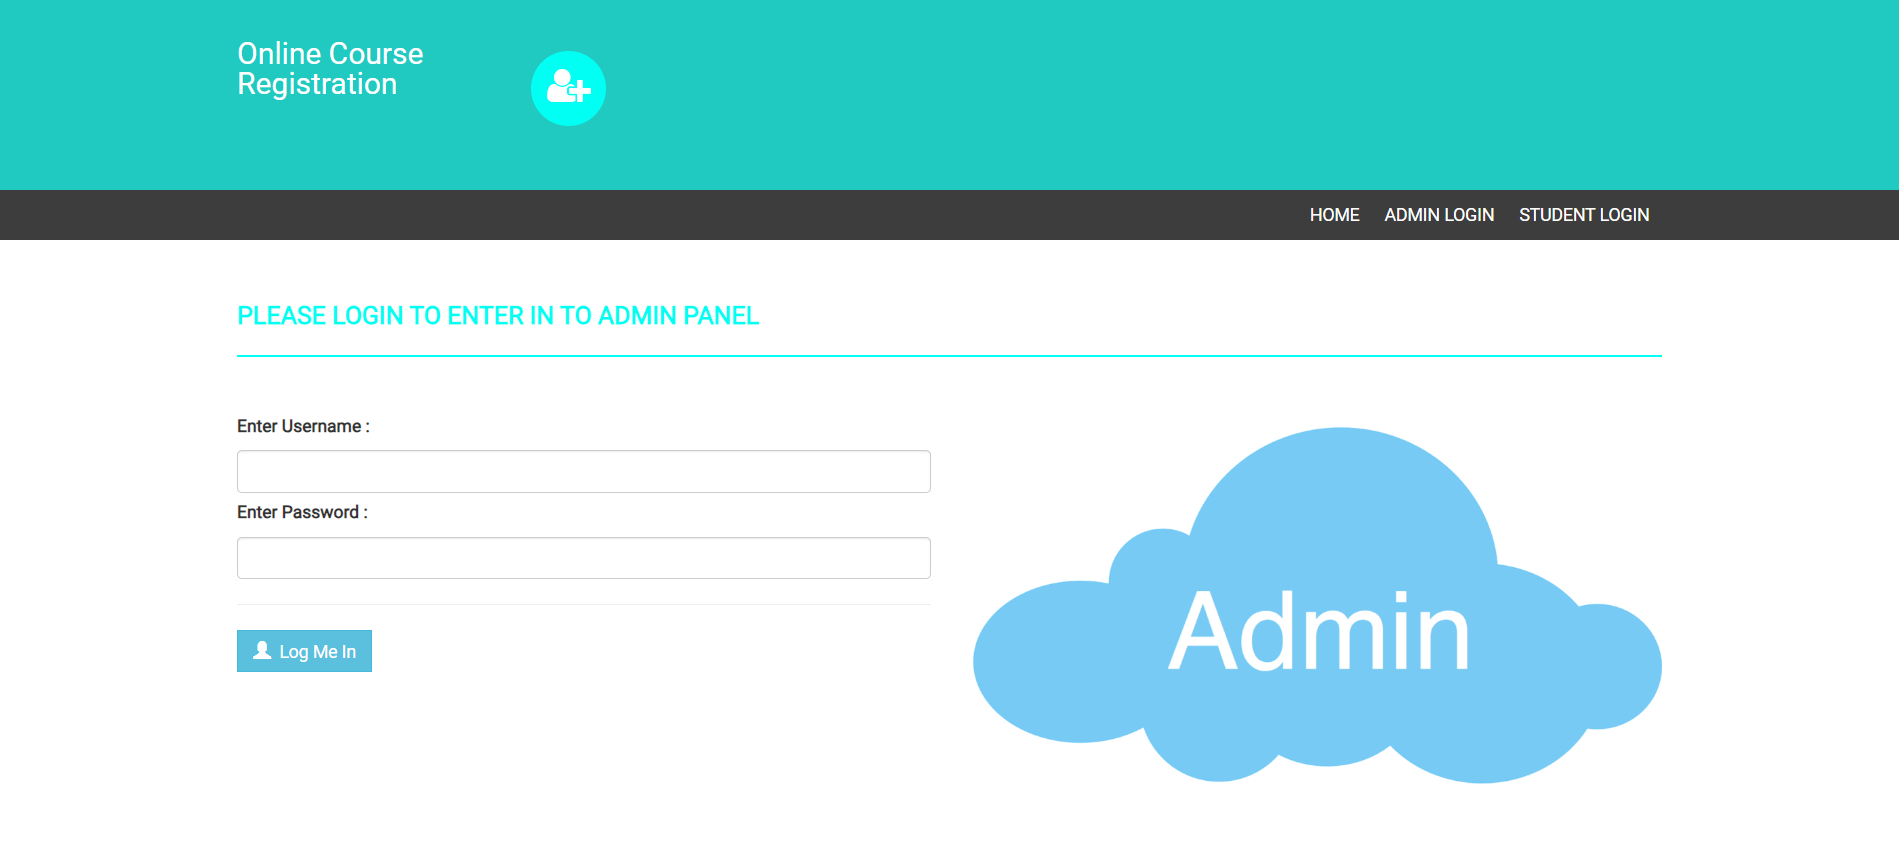 Online Course
Registration
HOME ADMIN LOGIN STUDENT LOGIN
PLEASE LOGIN TO ENTER IN TO ADMIN PANEL
Enter Username :
Enter Password :
Log Me In
Admin